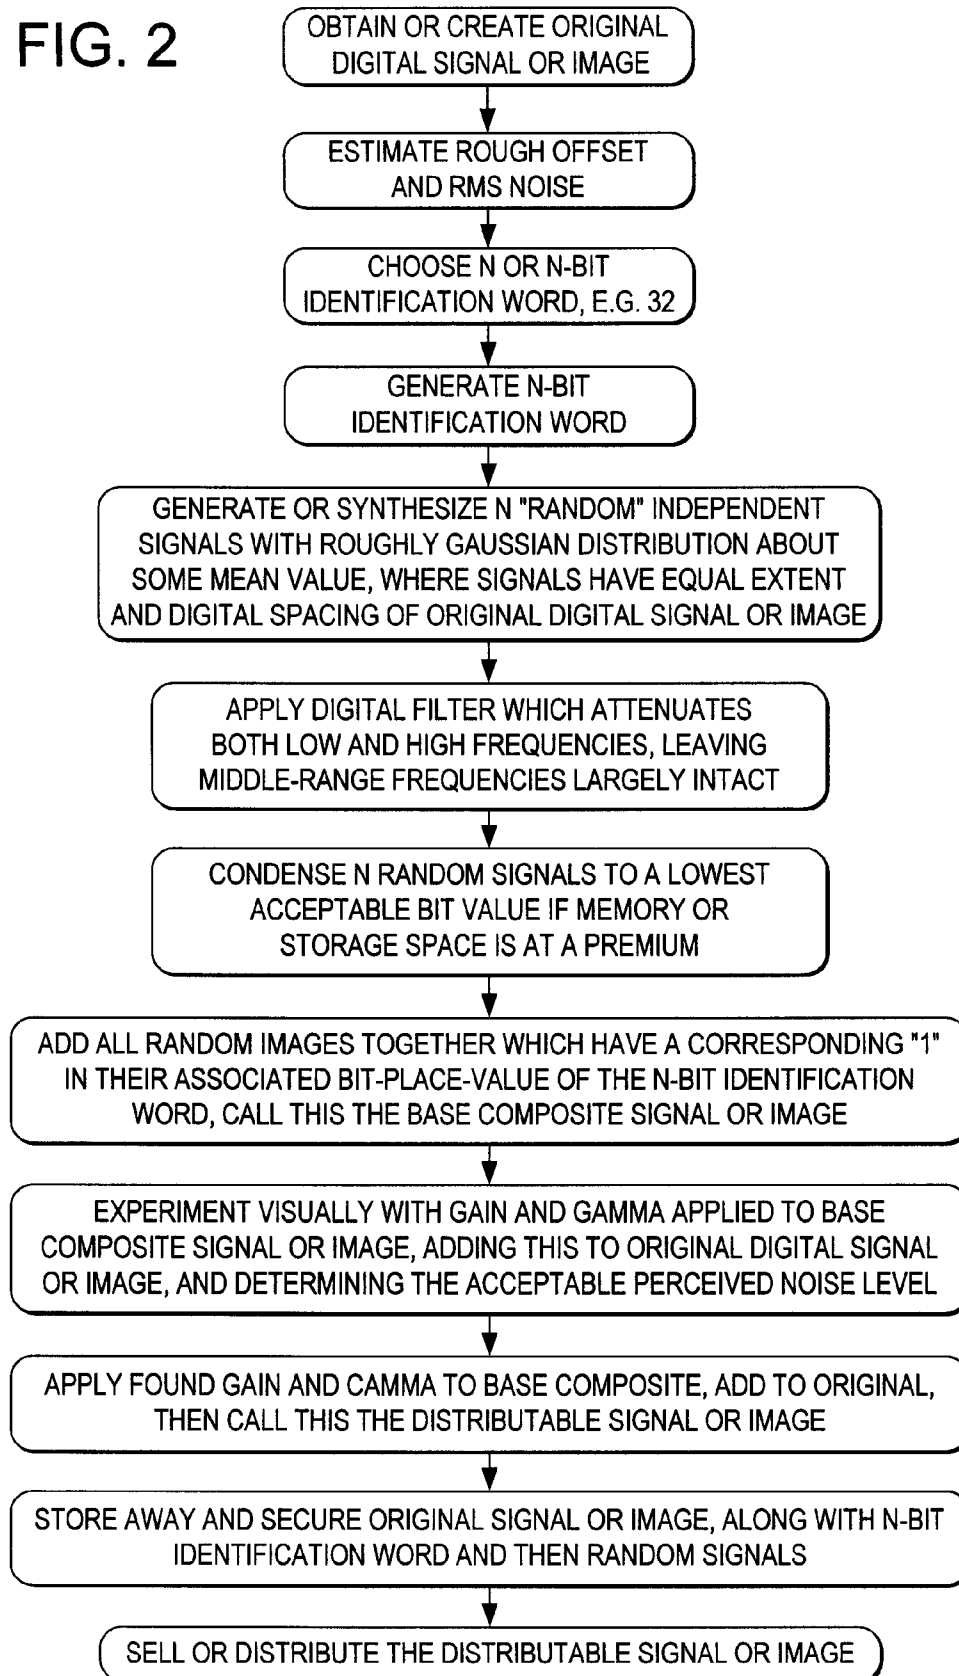 FIG. 2
OBTAIN OR CREATE ORIGINAL
DIGITAL SIGNAL OR IMAGE
ESTIMATE ROUGH OFFSET
AND RMS NOISE
CHOOSE N OR N-BIT
IDENTIFICATION WORD, E.G. 32
GENERATE N-BIT
IDENTIFICATION WORD
GENERATE OR SYNTHESIZE N "RANDOM" INDEPENDENT
SIGNALS WITH ROUGHLY GAUSSIAN DISTRIBUTION ABOUT
SOME MEAN VALUE, WHERE SIGNALS HAVE EQUAL EXTENT
AND DIGITAL SPACING OF ORIGINAL DIGITAL SIGNAL OR IMAGE
APPLY DIGITAL FILTER WHICH ATTENUATES
BOTH LOW AND HIGH FREQUENCIES, LEAVING
MIDDLE-RANGE FREQUENCIES LARGELY INTACT
CONDENSE N RANDOM SIGNALS TO A LOWEST
ACCEPTABLE BIT VALUE IF MEMORY OR
STORAGE SPACE IS AT A PREMIUM
ADD ALL RANDOM IMAGES TOGETHER WHICH HAVE A CORRESPONDING "1"
IN THEIR ASSOCIATED BIT-PLACE-VALUE OF THE N-BIT IDENTIFICATION
WORD, CALL THIS THE BASE COMPOSITE SIGNAL OR IMAGE
EXPERIMENT VISUALLY WITH GAIN AND GAMMA APPLIED TO BASE
COMPOSITE SIGNAL OR IMAGE, ADDING THIS TO ORIGINAL DIGITAL SIGNAL
OR IMAGE, AND DETERMINING THE ACCEPTABLE PERCEIVED NOISE LEVEL
APPLY FOUND GAIN AND CAMMA TO BASE COMPOSITE, ADD TO ORIGINAL,
THEN CALL THIS THE DISTRIBUTABLE SIGNAL OR IMAGE
STORE AWAY AND SECURE ORIGINAL SIGNAL OR IMAGE, ALONG WITH N-BIT
IDENTIFICATION WORD AND THEN RANDOM SIGNALS
SELL OR DISTRIBUTE THE DISTRIBUTABLE SIGNAL OR IMAGE